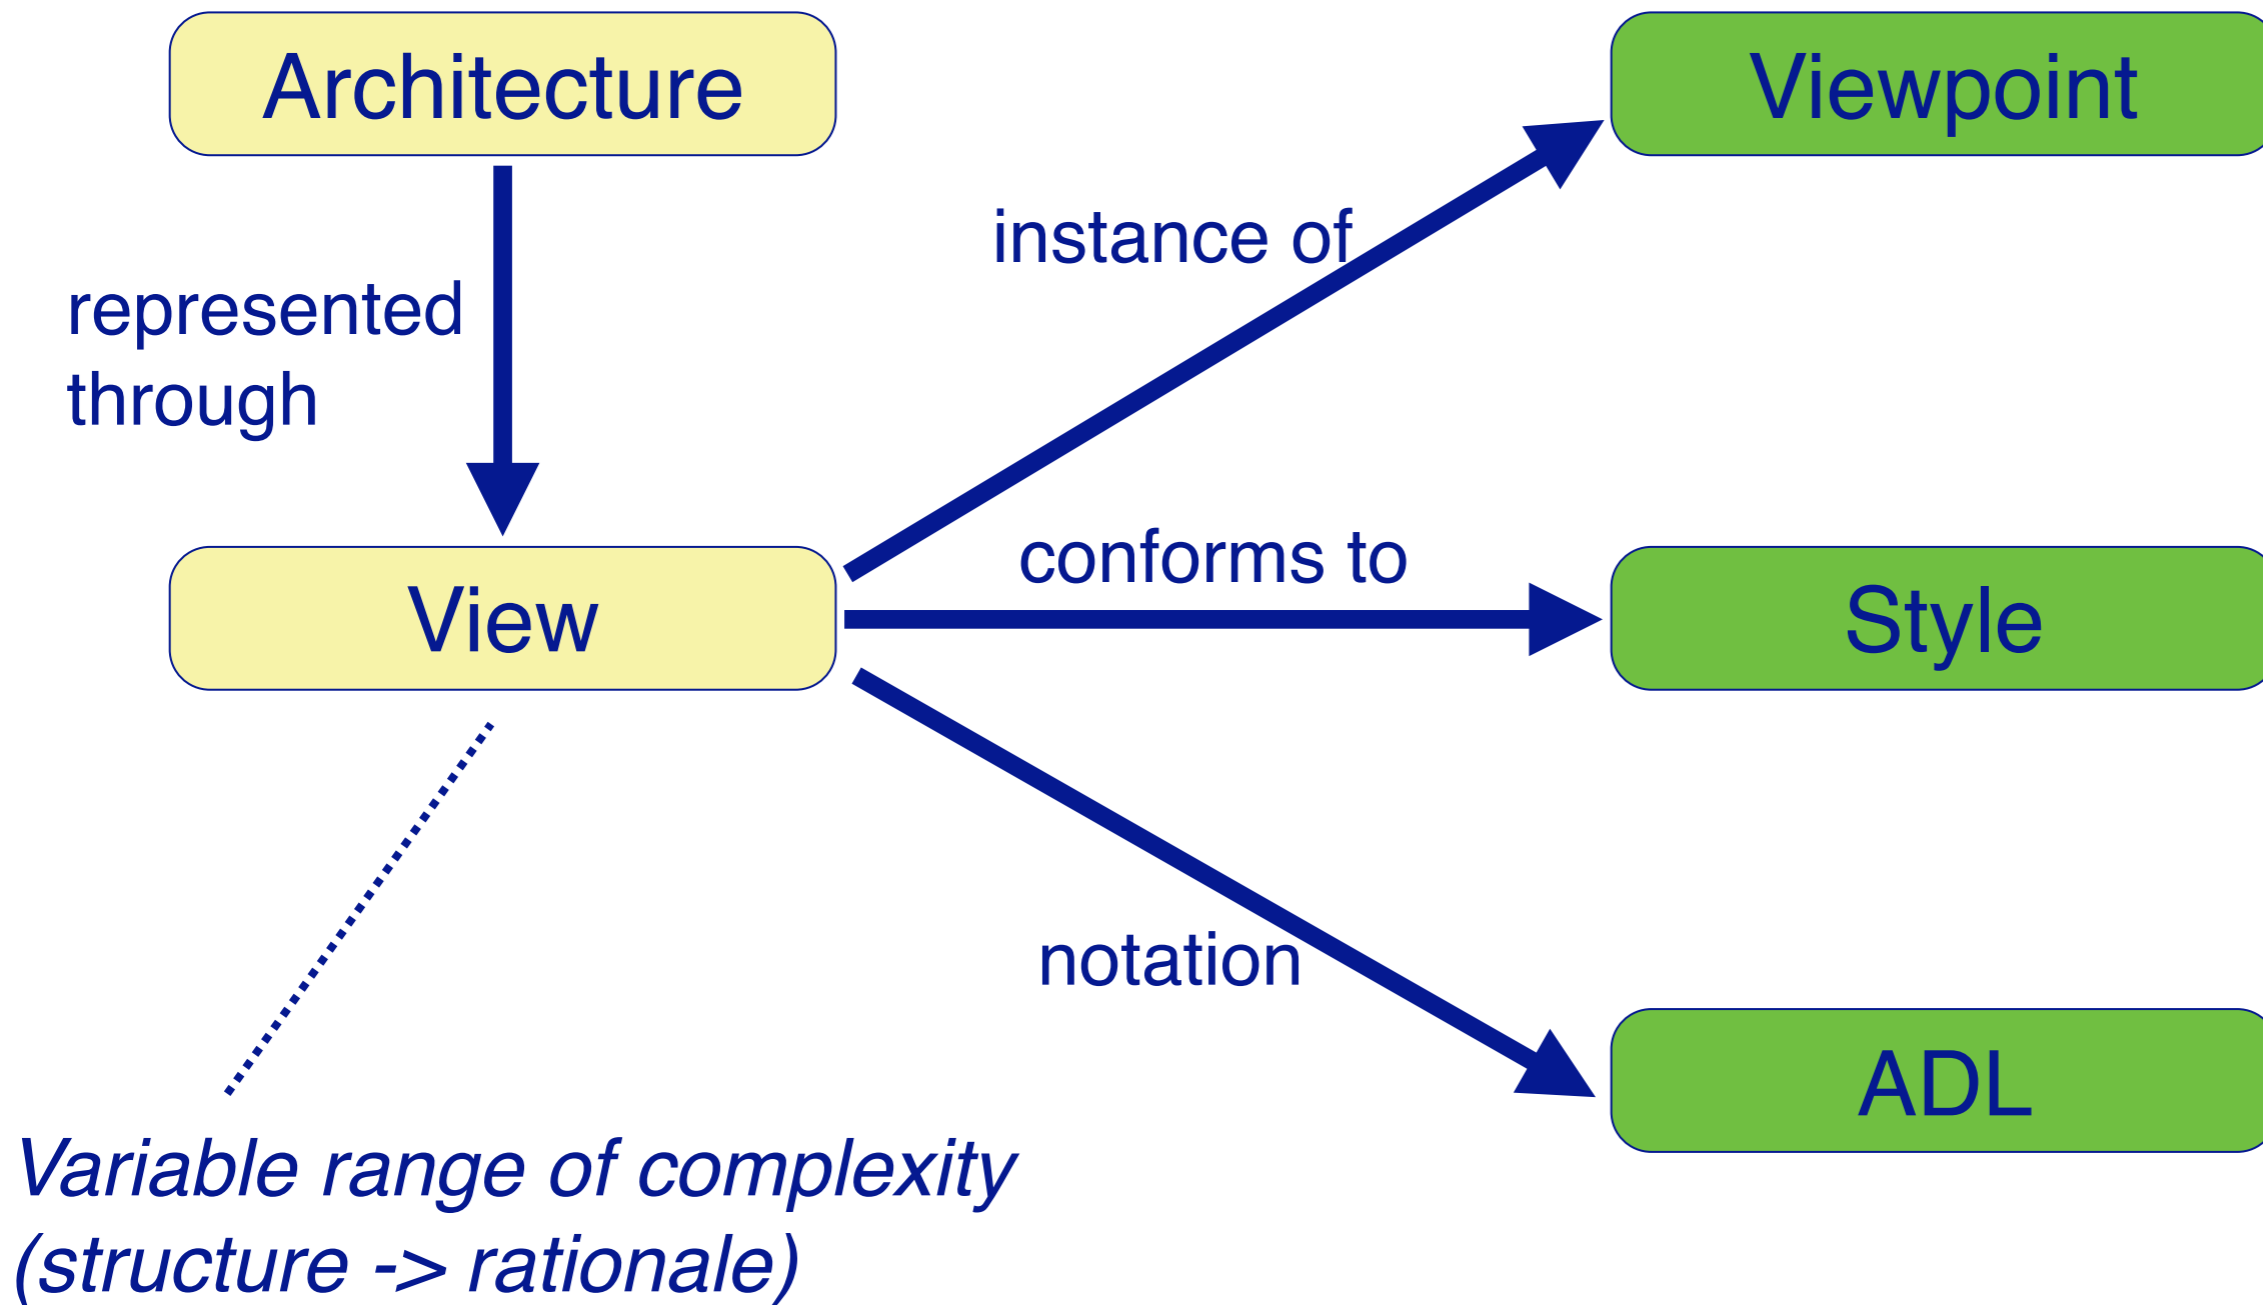 Architecture
Viewpoint
instance of
represented
through
conforms to
View
Style
notation
ADL
Variable range of complexity
(structure -> rationale)